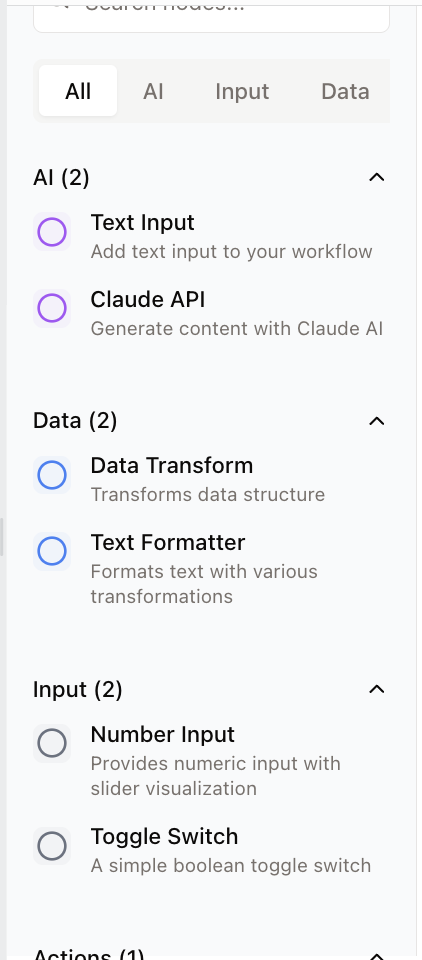 Search nodes...
All AI Input Data
AI (2)
Text Input
Add text input to your workflow
Claude API
Generate content with Claude AI
Data (2)
Data Transform
Transforms data structure
Text Formatter
Formats text with various
transformations
Input (2)
Number Input
Provides numeric input with
slider visualization
Toggle Switch
A simple boolean toggle switch
Actions (1)